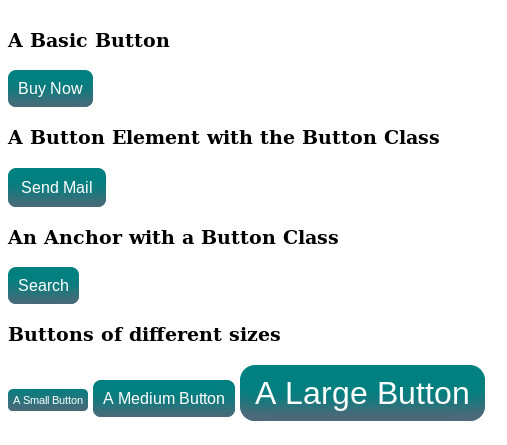 A Basic Button
Buy Now
A Button Element with the Button Class
Send Mail
An Anchor with a Button Class
Search
Buttons of different sizes
A Small Button A Medium Button A Large Button